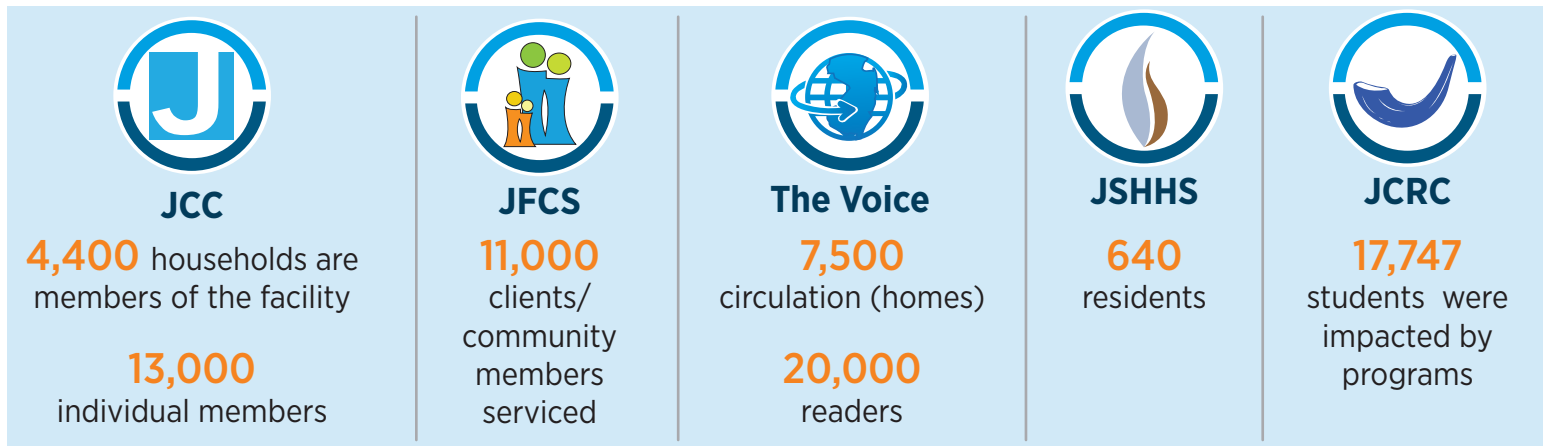 J
JCC
4,400 households are
members of the facility
13,000
individual members
JFCS
11,000
clients/
community
members
serviced
The Voice
7,500
circulation (homes)
20,000
readers
JSHHS
640
residents
JCRC
17,747
students were
impacted by
programs